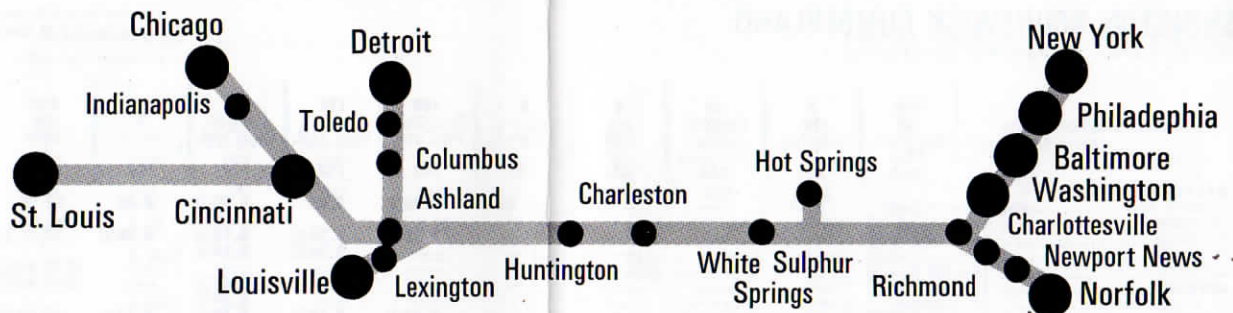 Chicago
Detroit
New York
Indianapolis
Toledo
Philadephia
Columbus
Hot Springs
Baltimore
St. Louis
Cincinnati
Ashland
Charleston
Washington
Charlottesville
Louisville
Lexington
Huntington
White Sulphur
Springs
Richmond
Newport News
Norfolk